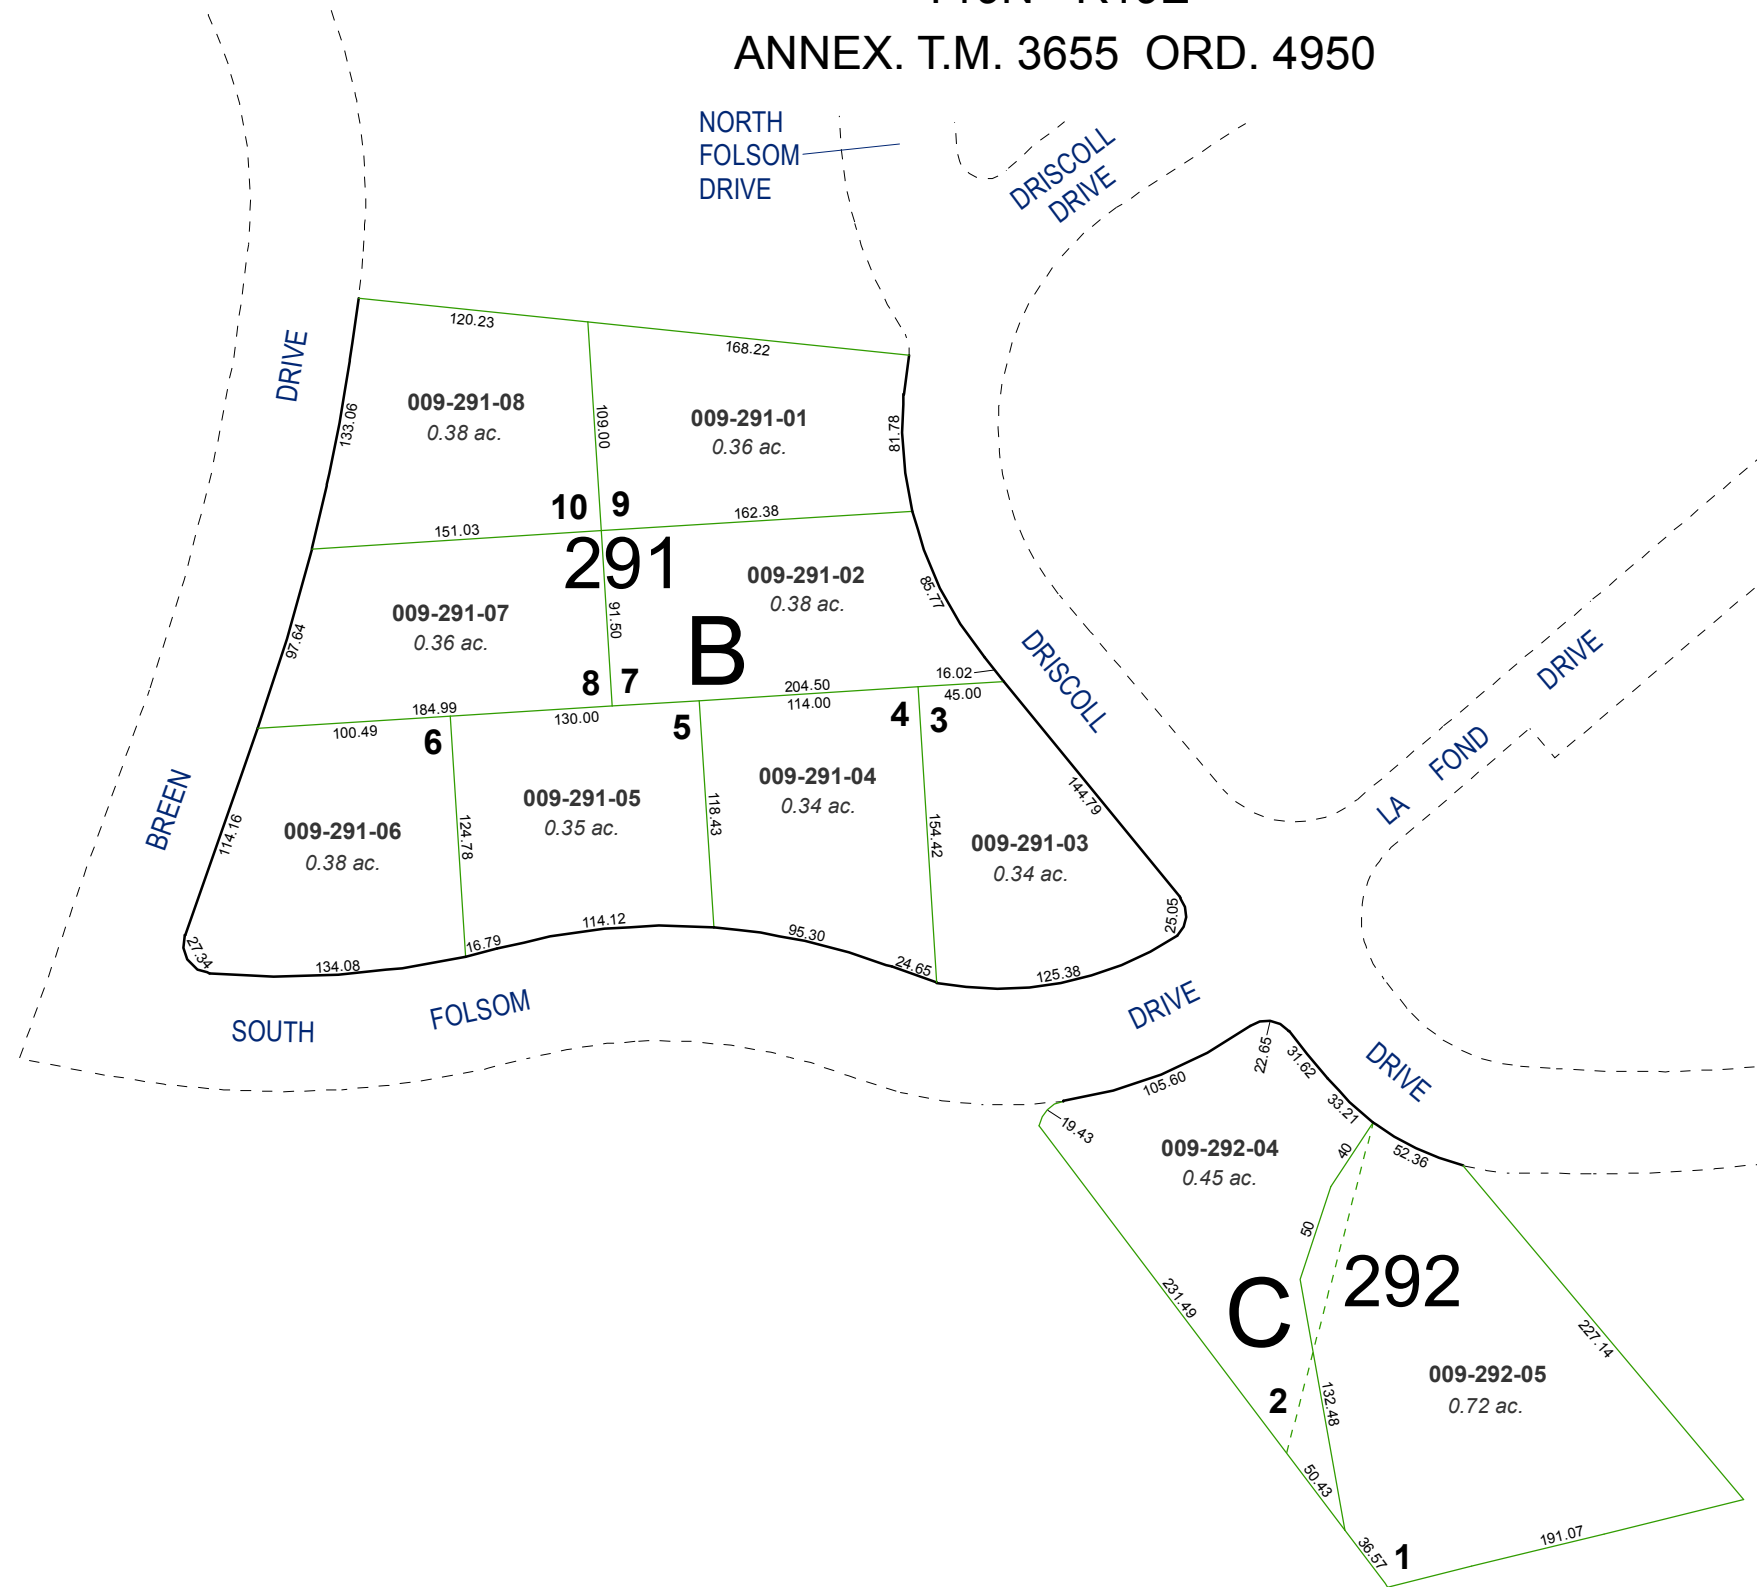 ANNEX. T.M. 3655 ORD. 4950
NORTH
FOLSOM
DRIVE
DRISCOLL
DRIVE
120.23
168.22
DRIVE
133.06
009-291-08
0.38 ac.
109.00
009-291-01
0.36 ac.
81.78
10
9
151.03
162.38
291
009-291-07
0.36 ac.
97.64
91.50
009-291-02
0.38 ac.
85.77
B
8
7
16.02
204.50
45.00
DRISCOLL
DRIVE
FOND
LA
184.99
100.49
130.00
114.00
6
5
4
3
BREEN
114.16
009-291-06
0.38 ac.
124.78
009-291-05
0.35 ac.
118.43
009-291-04
0.34 ac.
154.42
009-291-03
0.34 ac.
144.79
25.05
27.34
134.08
16.79
114.12
95.30
24.65
125.38
SOUTH
FOLSOM
DRIVE
DRIVE
105.60
22.65
31.62
33.21
19.43
009-292-04
0.45 ac.
40
52.36
50
231.49
C
292
227.14
009-292-05
0.72 ac.
2
132.48
50.43
36.57
1
191.07